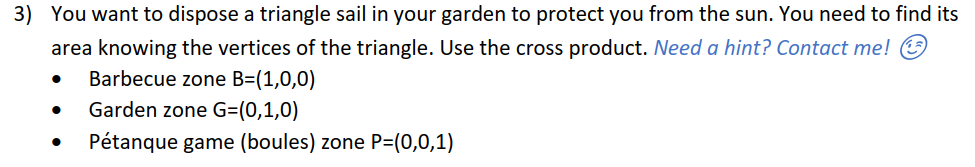 3) You want to dispose a triangle sail in your garden to protect you from the sun. You need to find its
area knowing the vertices of the triangle. Use the cross product. Need a hint? Contact me! 😉
• Barbecue zone B=(1,0,0)
• Garden zone G=(0,1,0)
• Pétanque game (boules) zone P=(0,0,1)